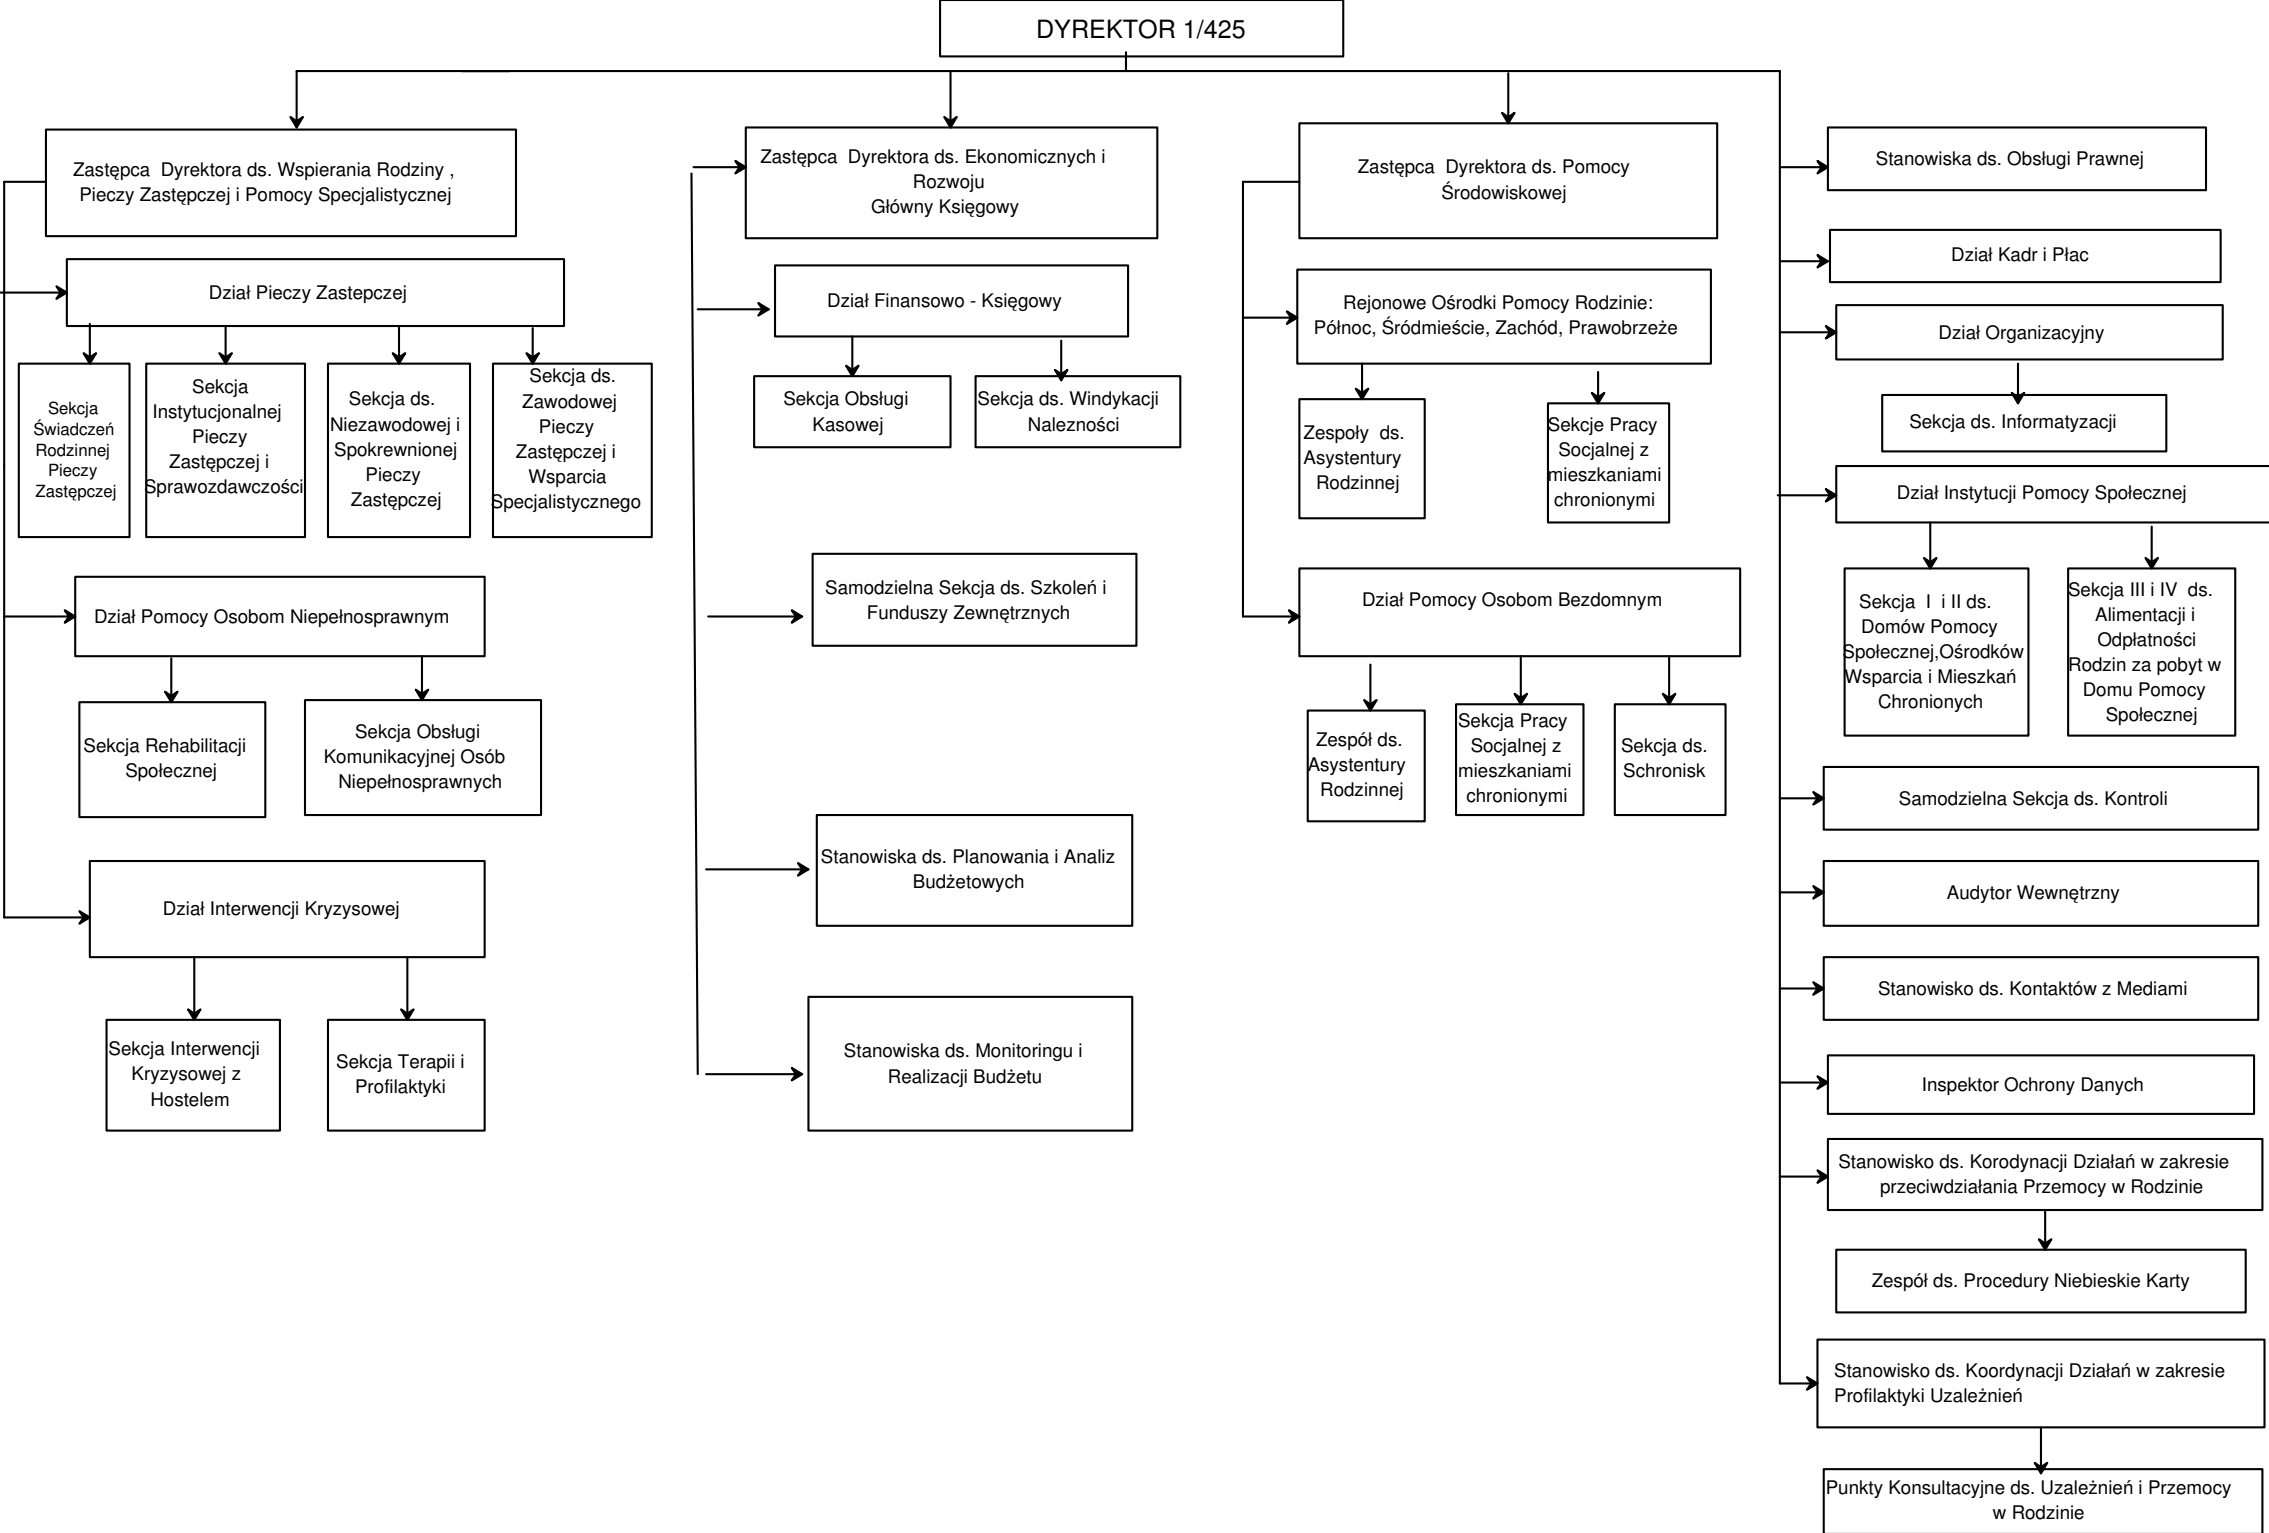 DYREKTOR 1/425
Zastępca Dyrektora ds. Wspierania Rodziny ,
Pieczy Zastępczej i Pomocy Specjalistycznej
Dział Pieczy Zastepczej
Sekcja
Świadczeń
Rodzinnej
Pieczy
Zastępczej
Sekcja
Instytucjonalnej
Pieczy
Zastępczej i
Sprawozdawczości
Sekcja ds.
Niezawodowej i
Spokrewnionej
Pieczy
Zastępczej
Sekcja ds.
Zawodowej
Pieczy
Zastępczej i
Wsparcia
Specjalistycznego
Dział Pomocy Osobom Niepełnosprawnym
Sekcja Rehabilitacji
Społecznej
Sekcja Obsługi
Komunikacyjnej Osób
Niepełnosprawnych
Dział Interwencji Kryzysowej
Sekcja Interwencji
Kryzysowej z
Hostelem
Sekcja Terapii i
Profilaktyki
Zastępca Dyrektora ds. Ekonomicznych i
Rozwoju
Główny Księgowy
Dział Finansowo - Księgowy
Sekcja Obsługi
Kasowej
Sekcja ds. Windykacji
Nalezności
Samodzielna Sekcja ds. Szkoleń i
Funduszy Zewnętrznych
Stanowiska ds. Planowania i Analiz
Budżetowych
Stanowiska ds. Monitoringu i
Realizacji Budżetu
Zastępca Dyrektora ds. Pomocy
Środowiskowej
Rejonowe Ośrodki Pomocy Rodzinie:
Północ, Śródmieście, Zachód, Prawobrzeże
Zespoły ds.
Asystentury
Rodzinnej
Sekcje Pracy
Socjalnej z
mieszkaniami
chronionymi
Dział Pomocy Osobom Bezdomnym
Zespół ds.
Asystentury
Rodzinnej
Sekcja Pracy
Socjalnej z
mieszkaniami
chronionymi
Sekcja ds.
Schronisk
Stanowiska ds. Obsługi Prawnej
Dział Kadr i Płac
Dział Organizacyjny
Sekcja ds. Informatyzacji
Dział Instytucji Pomocy Społecznej
Sekcja I i II ds.
Domów Pomocy
Społecznej,Ośrodków
Wsparcia i Mieszkań
Chronionych
Sekcja III i IV ds.
Alimentacji i
Odpłatności
Rodzin za pobyt w
Domu Pomocy
Społecznej
Samodzielna Sekcja ds. Kontroli
Audytor Wewnętrzny
Stanowisko ds. Kontaktów z Mediami
Inspektor Ochrony Danych
Stanowisko ds. Korodynacji Działań w zakresie
przeciwdziałania Przemocy w Rodzinie
Zespół ds. Procedury Niebieskie Karty
Stanowisko ds. Koordynacji Działań w zakresie
Profilaktyki Uzależnień
Punkty Konsultacyjne ds. Uzależnień i Przemocy
w Rodzinie